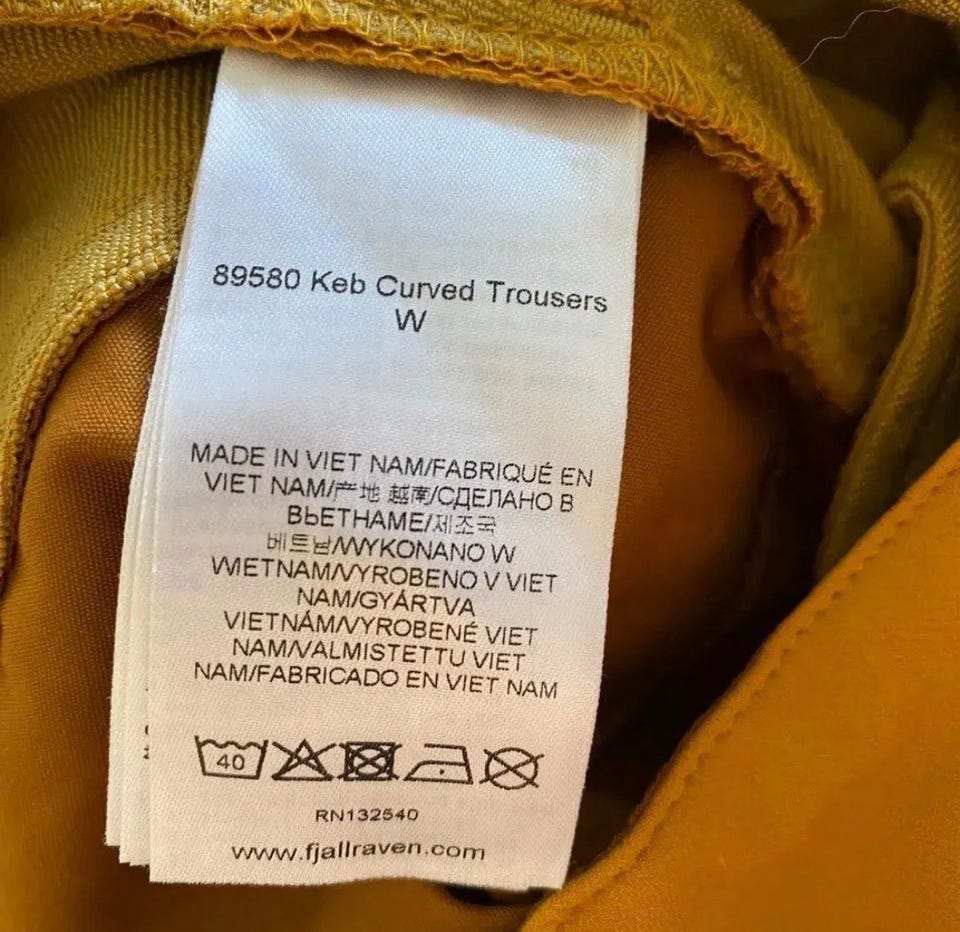 89580 Keb Curved Trousers
W
MADE IN VIET NAM/FABRIQUÉ EN
VIET NAM/产地 越南/СДЕЛАНО В
ВЬЕТНАМЕ/제조국
베트남/WYKONANO W
WIETNAM/VYROBENO V VIET
NAM/GYÁRTVA
VIETNÁM/VYROBENÉ VIET
NAM/VALMISTETTU VIET
NAM/FABRICADO EN VIET NAM
40
RN132540
www.fjallraven.com